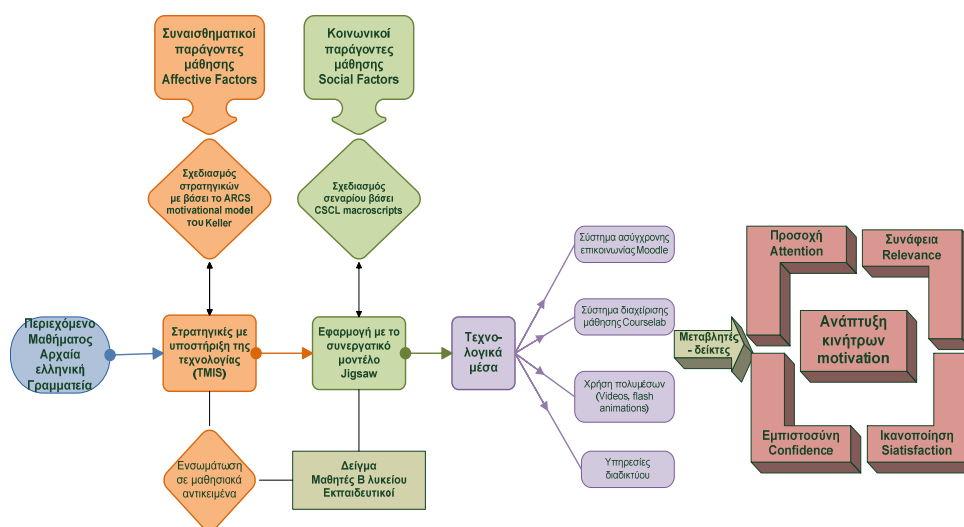 Συναισθηματικοί
παράγοντες
μάθησης
Affective Factors
Κοινωνικοί
παράγοντες
μάθησης
Social Factors
Σχεδιασμός
στρατηγικών
με βάσει το ARCS
motivational model
του Keller
Σχεδιασμός
σεναρίου βάσει
CSCL macroscripts
Περιεχόμενο
Μαθήματος
Αρχαία
ελληνική
Γραμματεία
Στρατηγικές με
υποστήριξη της
τεχνολογίας
(TMIS)
Εφαρμογή με το
συνεργατικό
μοντέλο
Jigsaw
Τεχνο-
λογικά
μέσα
Σύστημα ασύγχρονης
επικοινωνίας Moodle
Σύστημα διαχείρισης
μάθησης Courselab
Χρήση πολυμέσων
(Videos, flash
animations)
Υπηρεσίες
διαδικτύου
Μεταβλητές
- δείκτες
Προσοχή
Attention
Συνάφεια
Relevance
Ανάπτυξη
κινήτρων
motivation
Εμπιστοσύνη
Confidence
Ικανοποίηση
Siatisfaction
Ενσωμάτωση
σε μαθησιακά
αντικειμένα
Δείγμα
Μαθητές Β λυκείου
Εκπαιδευτικοί